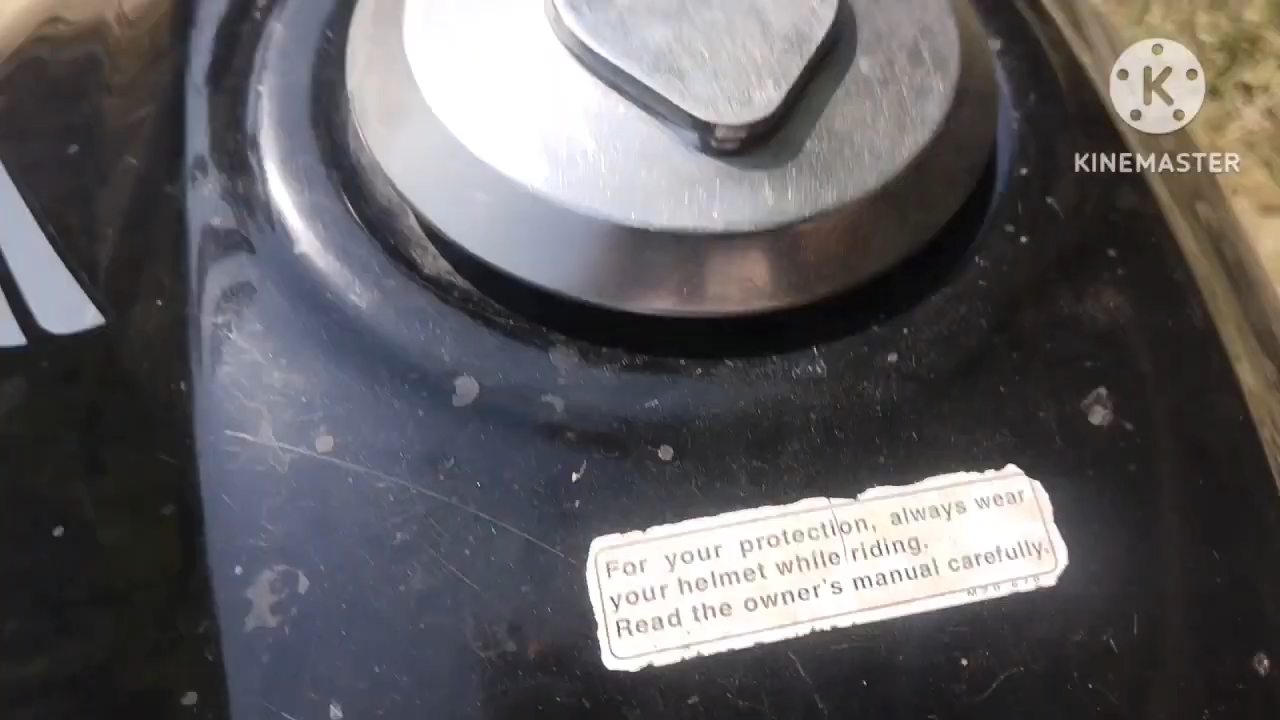 K
KINEMASTER
For your protection, always wear
your helmet while riding.
Read the owner's manual carefully.